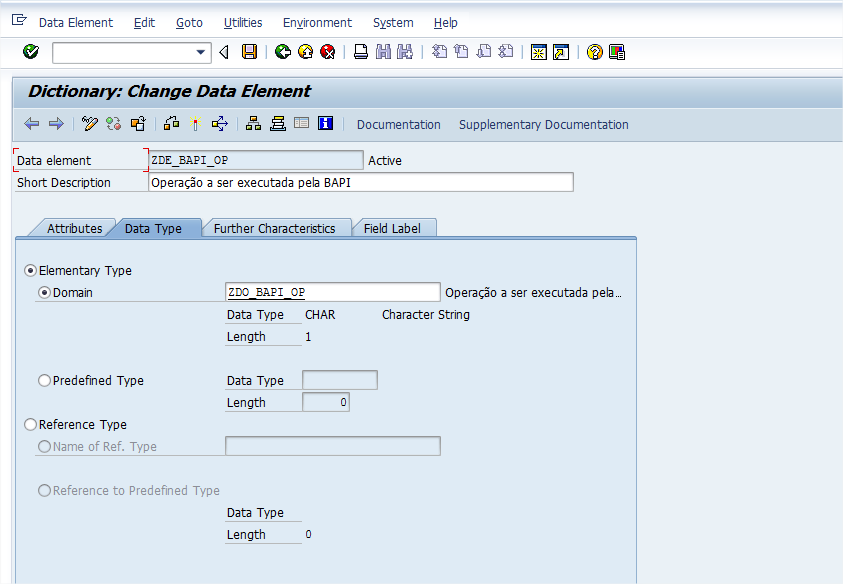 Data Element Edit Goto Utilities Environment System Help
Dictionary: Change Data Element
Documentation Supplementary Documentation
Data element ZDE_BAPI_OP Active
Short Description Operação a ser executada pela BAPI
Attributes Data Type Further Characteristics Field Label
Elementary Type
Domain ZDO_BAPI_OP Operação a ser executada pela…
Data Type CHAR Character String
Length 1
Predefined Type Data Type
Length 0
Reference Type
Name of Ref. Type
Reference to Predefined Type
Data Type
Length 0